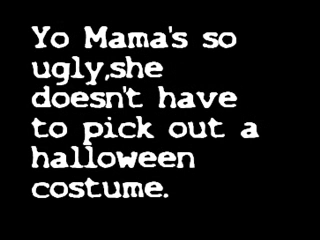 Yo Mama's so
ugly,she
doesn't have
to pick out a
halloween
costume.